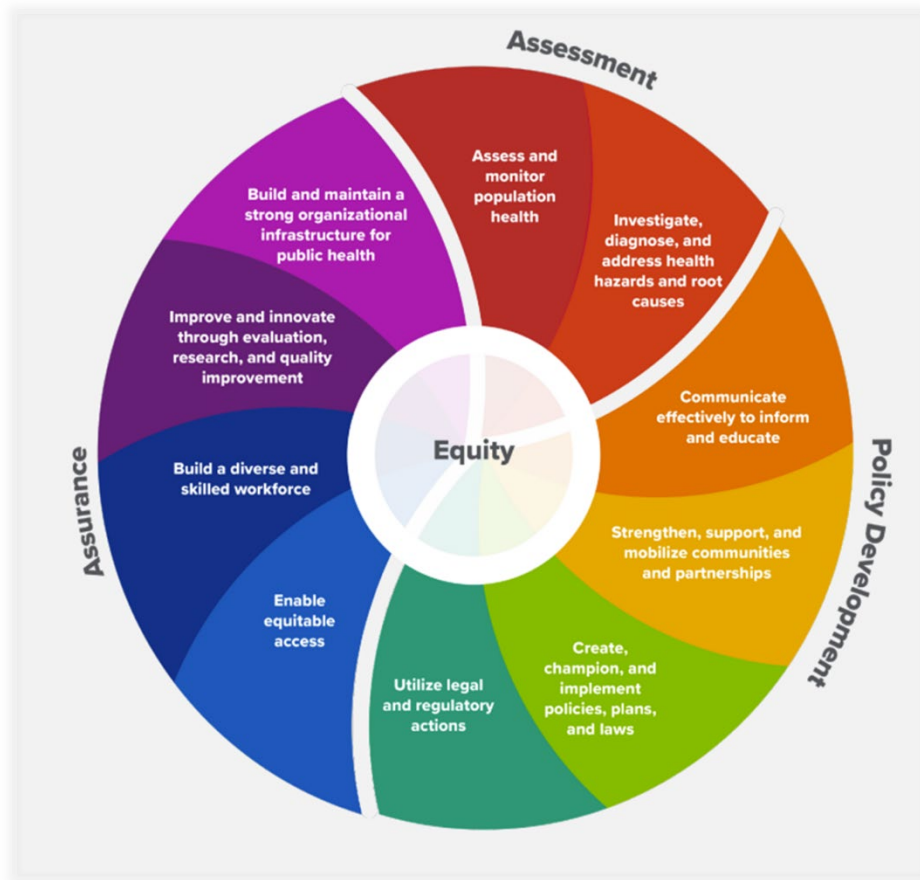 Assessment
Assess and
monitor
population
health
Investigate,
diagnose, and
address health
hazards and root
causes
Policy Development
Communicate
effectively to inform
and educate
Strengthen, support, and
mobilize communities
and partnerships
Create,
champion, and
implement
policies, plans,
and laws
Utilize legal
and regulatory
actions
Assurance
Enable
equitable
access
Build a diverse and
skilled workforce
Improve and innovate
through evaluation,
research, and quality
improvement
Build and maintain a
strong organizational
infrastructure for
public health
Equity